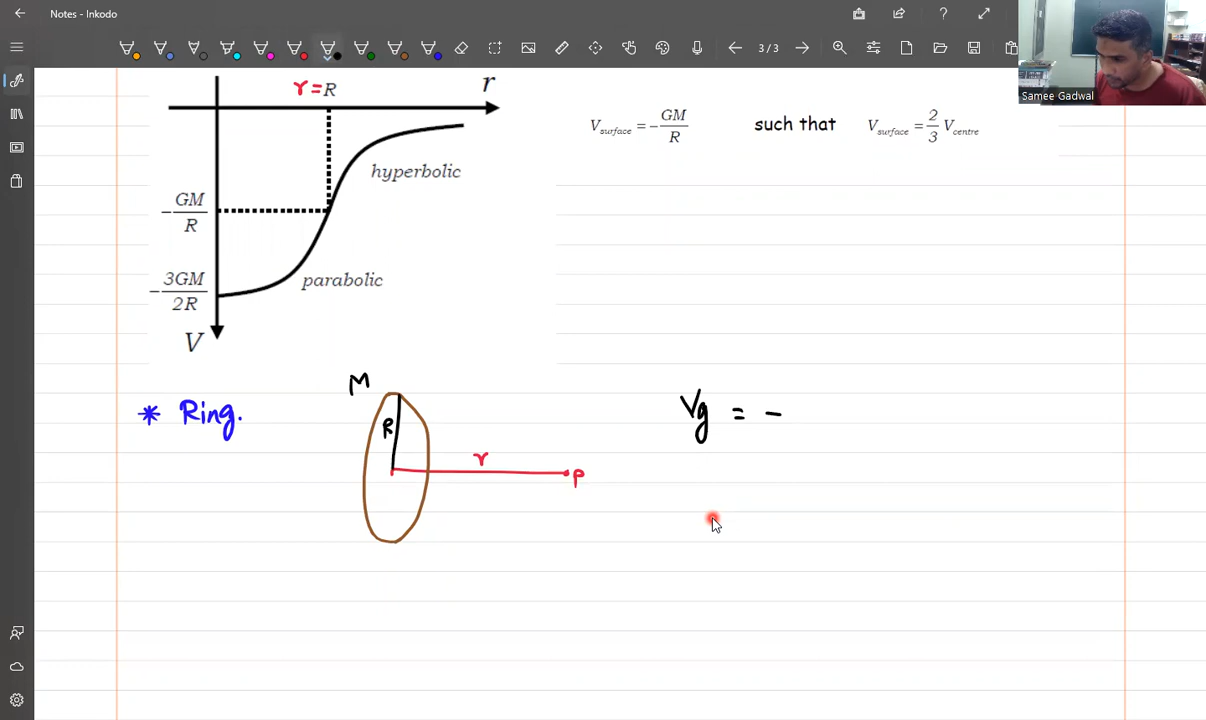 Notes - Inkodo
3/3
Samee Gadwal
r = R
r
hyperbolic
-GM/R
parabolic
-3GM/2R
V
V_surface = -GM/R such that V_surface = 2/3 V_centre
* Ring.
M
R
r
P
Vg = -